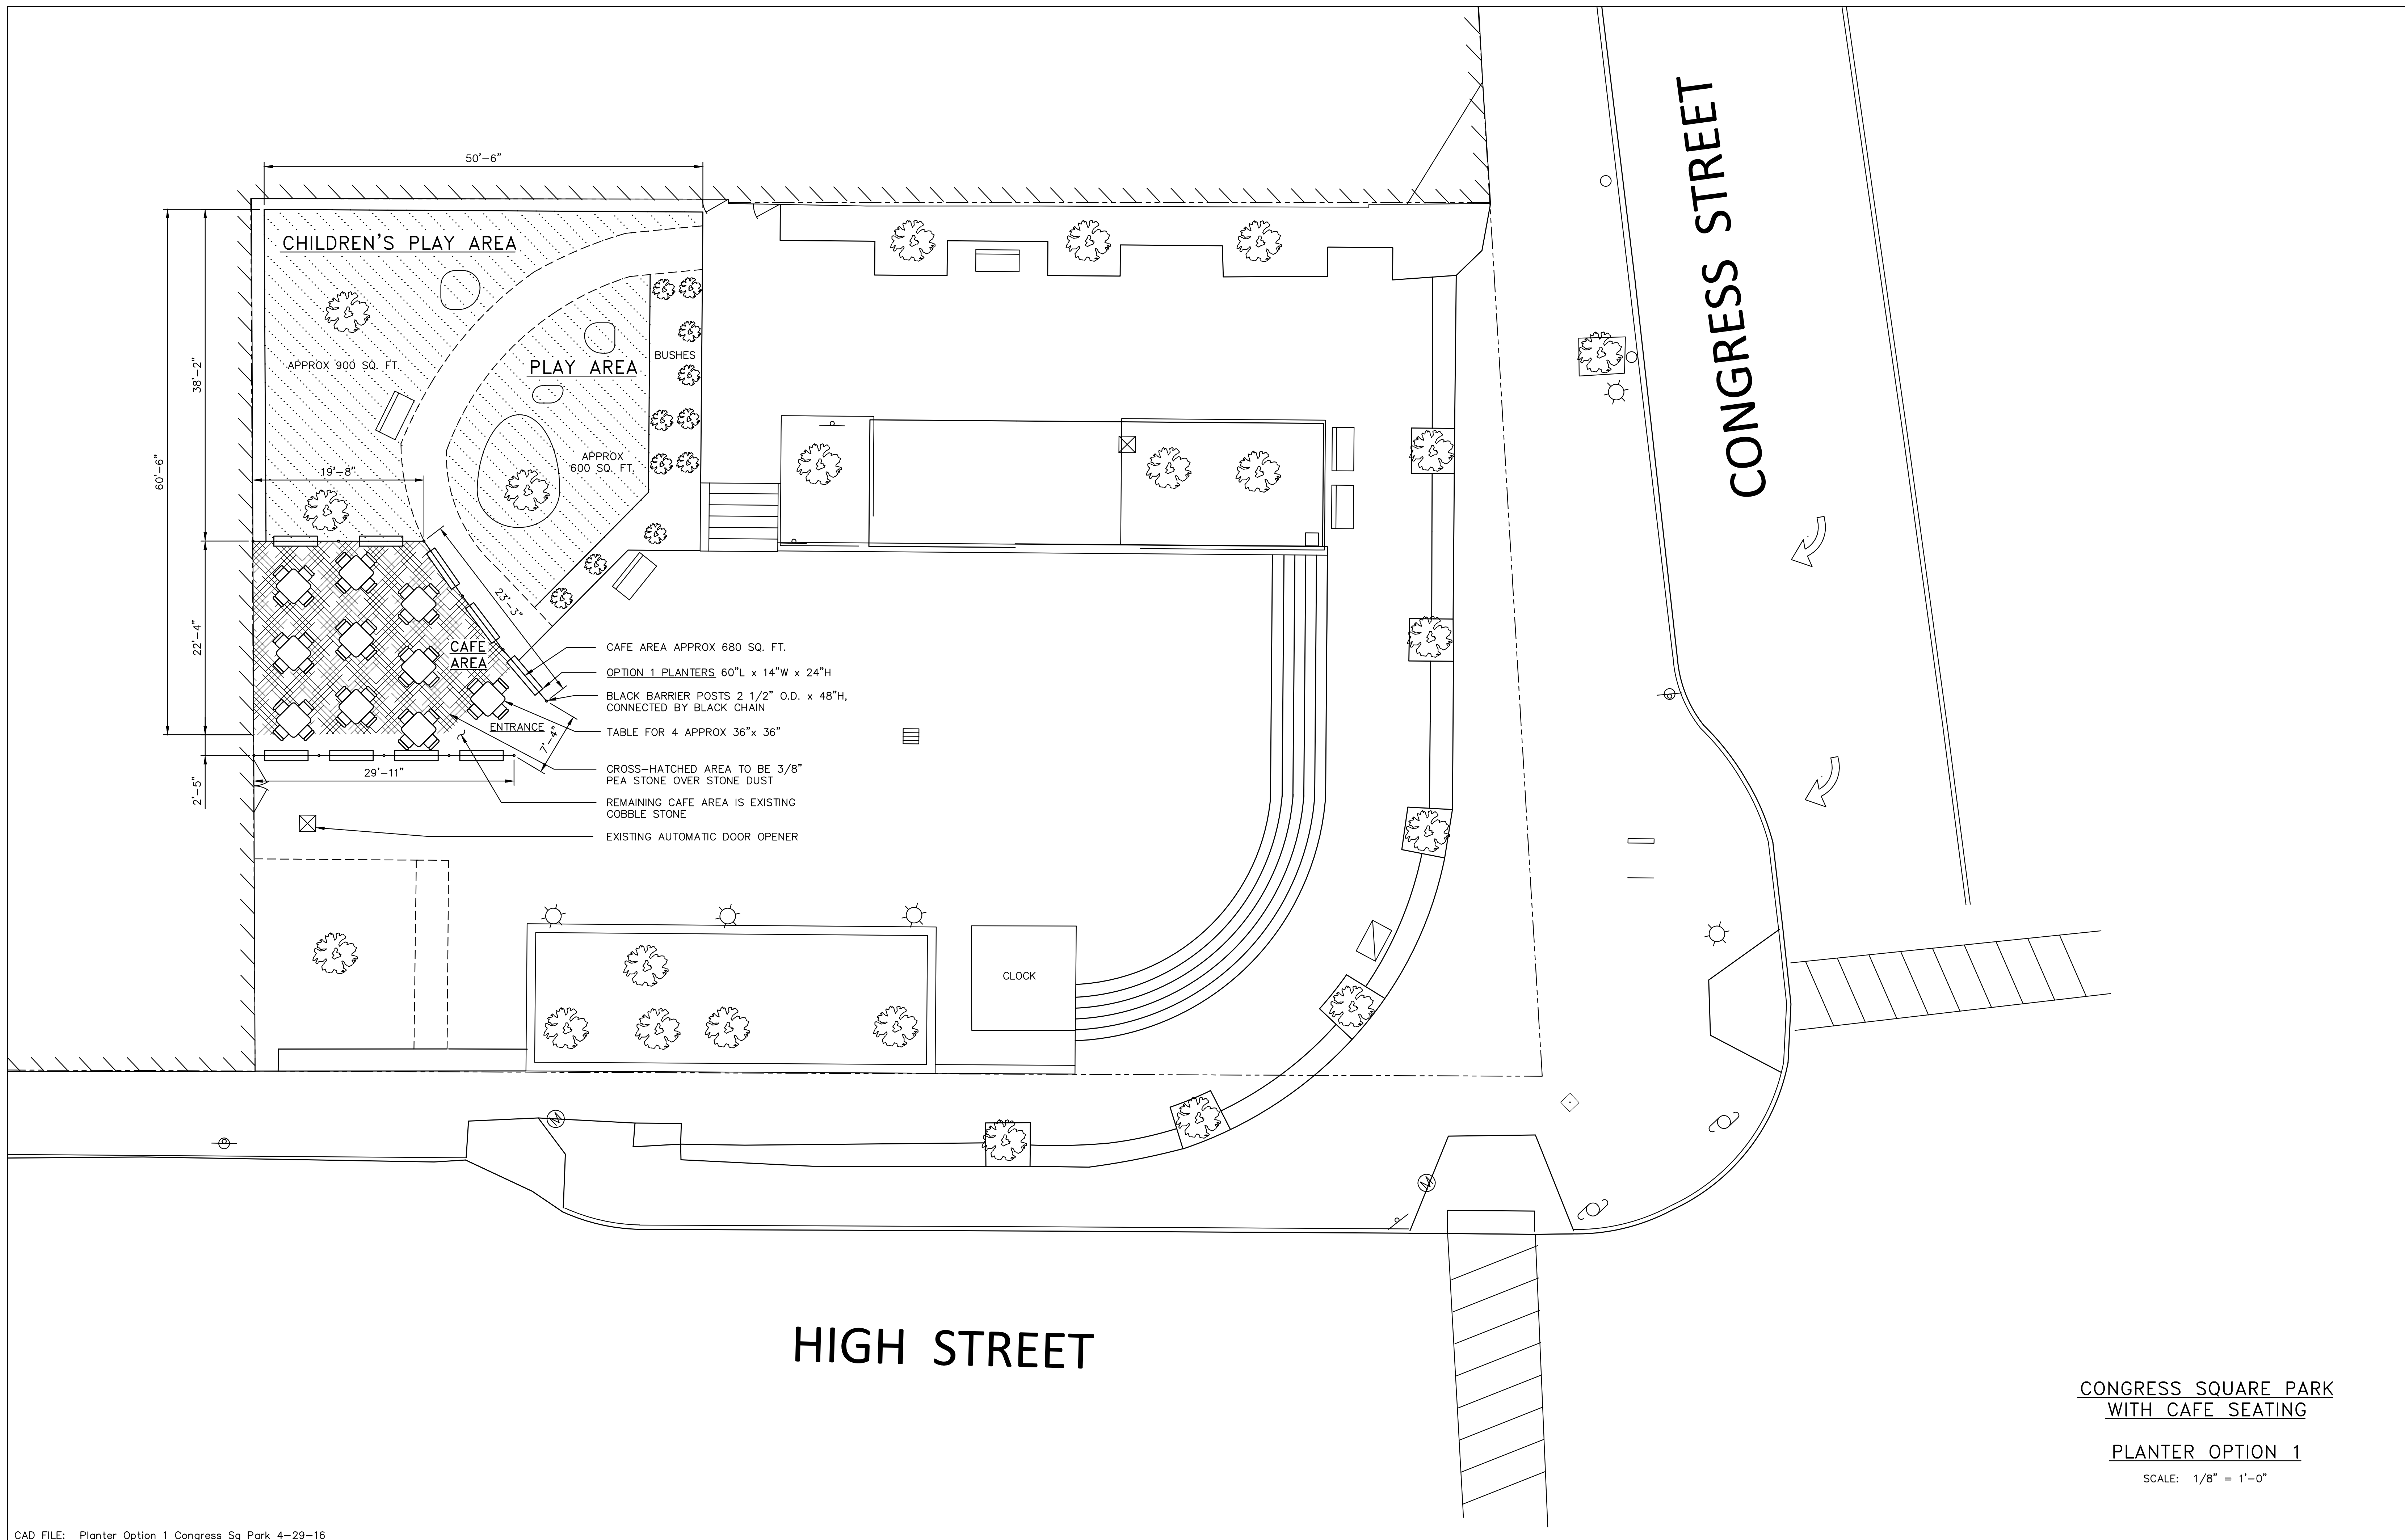 CONGRESS STREET
50'-6"
CHILDREN'S PLAY AREA
APPROX 900 SQ. FT.
38'-2"
60'-6"
PLAY AREA
BUSHES
APPROX
600 SQ. FT.
19'-8"
23'-3"
22'-4"
CAFE
AREA
ENTRANCE
7'-4"
29'-11"
2'-5"
CAFE AREA APPROX 680 SQ. FT.
OPTION 1 PLANTERS 60"L x 14"W x 24"H
BLACK BARRIER POSTS 2 1/2" O.D. x 48"H,
CONNECTED BY BLACK CHAIN
TABLE FOR 4 APPROX 36"x 36"
CROSS-HATCHED AREA TO BE 3/8"
PEA STONE OVER STONE DUST
REMAINING CAFE AREA IS EXISTING
COBBLE STONE
EXISTING AUTOMATIC DOOR OPENER
CLOCK
M
M
HIGH STREET
CONGRESS SQUARE PARK
WITH CAFE SEATING
PLANTER OPTION 1
SCALE: 1/8" = 1'-0"
CAD FILE: Planter Option 1 Congress Sq Park 4-29-16